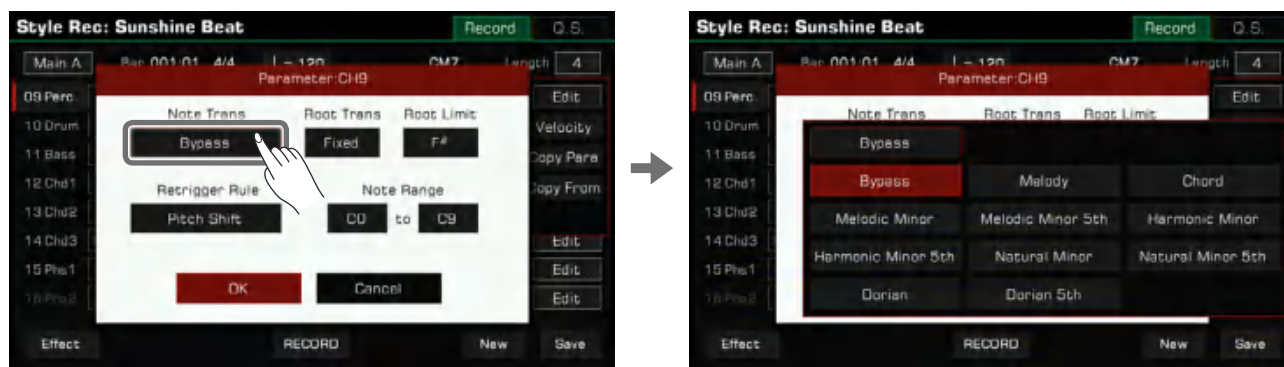 Style Rec: Sunshine Beat Record Q.S.
Main A Bar 001:01 4/4 120 CM7 Length 4
Parameter:CH9
09 Perc Edit
Note Trans Root Trans Root Limit
10 Drum Bypass Fixed F# Velocity
11 Bass Copy Para
12 Chd1 Retrigger Rule Note Range Copy From
13 Chd2 Pitch Shift C0 to C9
14 Chd3 Edit
15 Phs1 Edit
OK Cancel
16 Phs2 Edit
Effect RECORD New Save
Style Rec: Sunshine Beat Record Q.S.
Main A Bar 001:01 4/4 120 CM7 Length 4
Parameter:CH9
09 Perc Edit
Note Trans Root Trans Root Limit
10 Drum Bypass
11 Bass
12 Chd1 Bypass Melody Chord
13 Chd2 Melodic Minor Melodic Minor 5th Harmonic Minor
14 Chd3
15 Phs1 Harmonic Minor 5th Natural Minor Natural Minor 5th
16 Phs2 Dorian Dorian 5th
Effect RECORD New Save